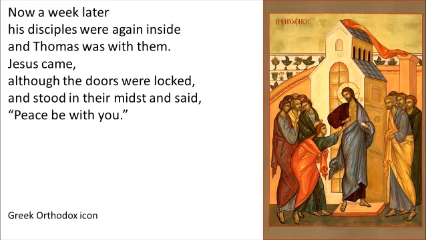 Now a week later
his disciples were again inside
and Thomas was with them.
Jesus came,
although the doors were locked,
and stood in their midst and said,
“Peace be with you.”
Greek Orthodox icon